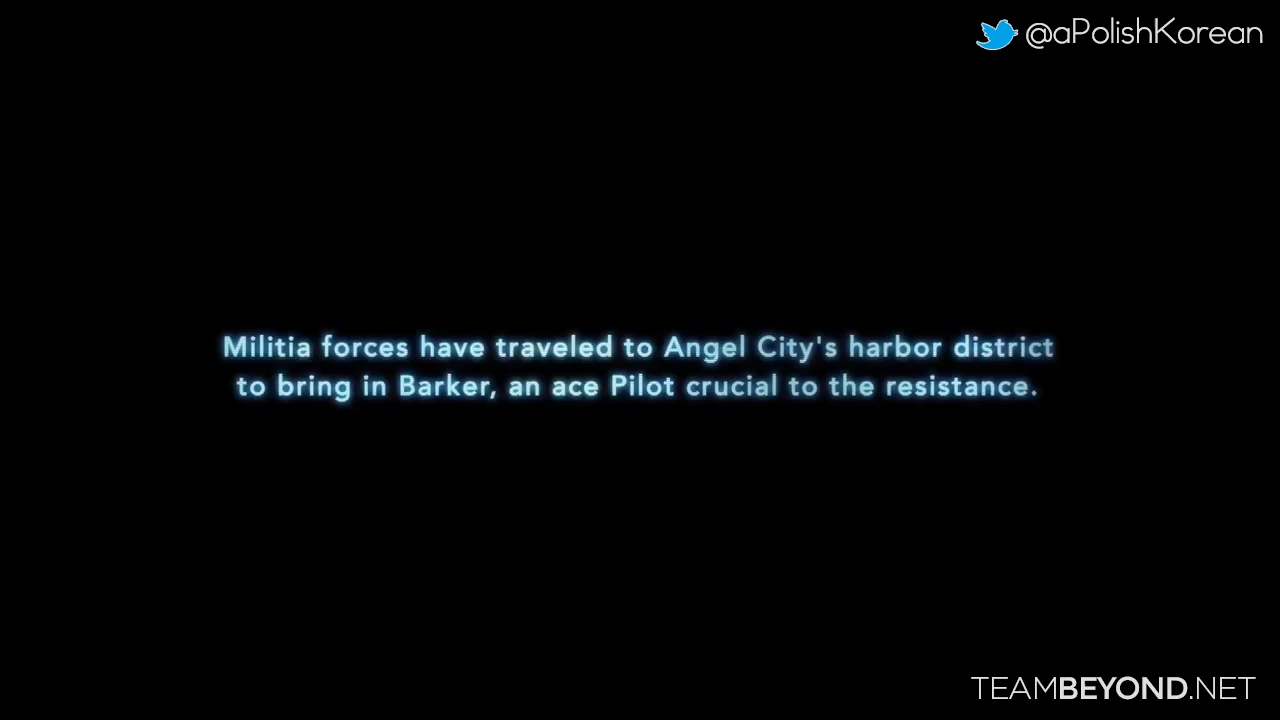 @aPolishKorean
Militia forces have traveled to Angel City's harbor district
to bring in Barker, an ace Pilot crucial to the resistance.
TEAMBEYOND.NET